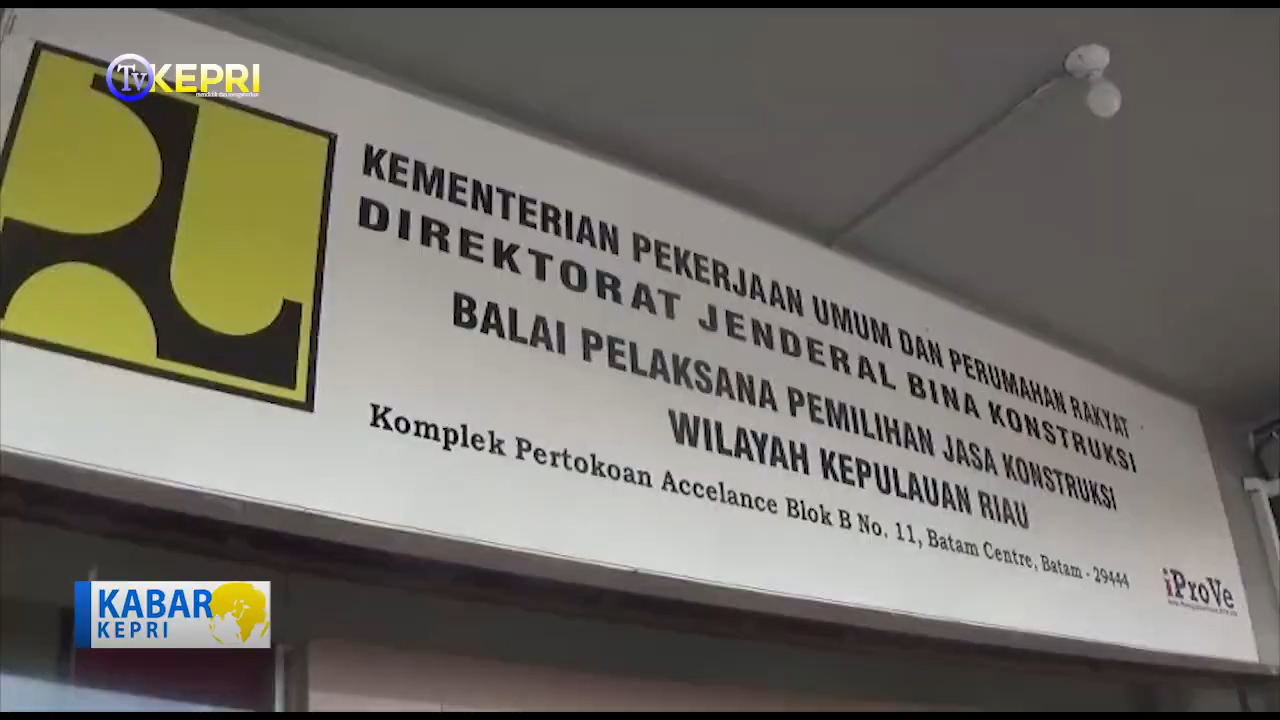 Tv KEPRI
KEMENTERIAN PEKERJAAN UMUM DAN PERUMAHAN RAKYAT
DIREKTORAT JENDERAL BINA KONSTRUKSI
BALAI PELAKSANA PEMILIHAN JASA KONSTRUKSI
WILAYAH KEPULAUAN RIAU
Komplek Pertokoan Accelance Blok B No. 11, Batam Centre, Batam - 29444
iProVe
KABAR
KEPRI